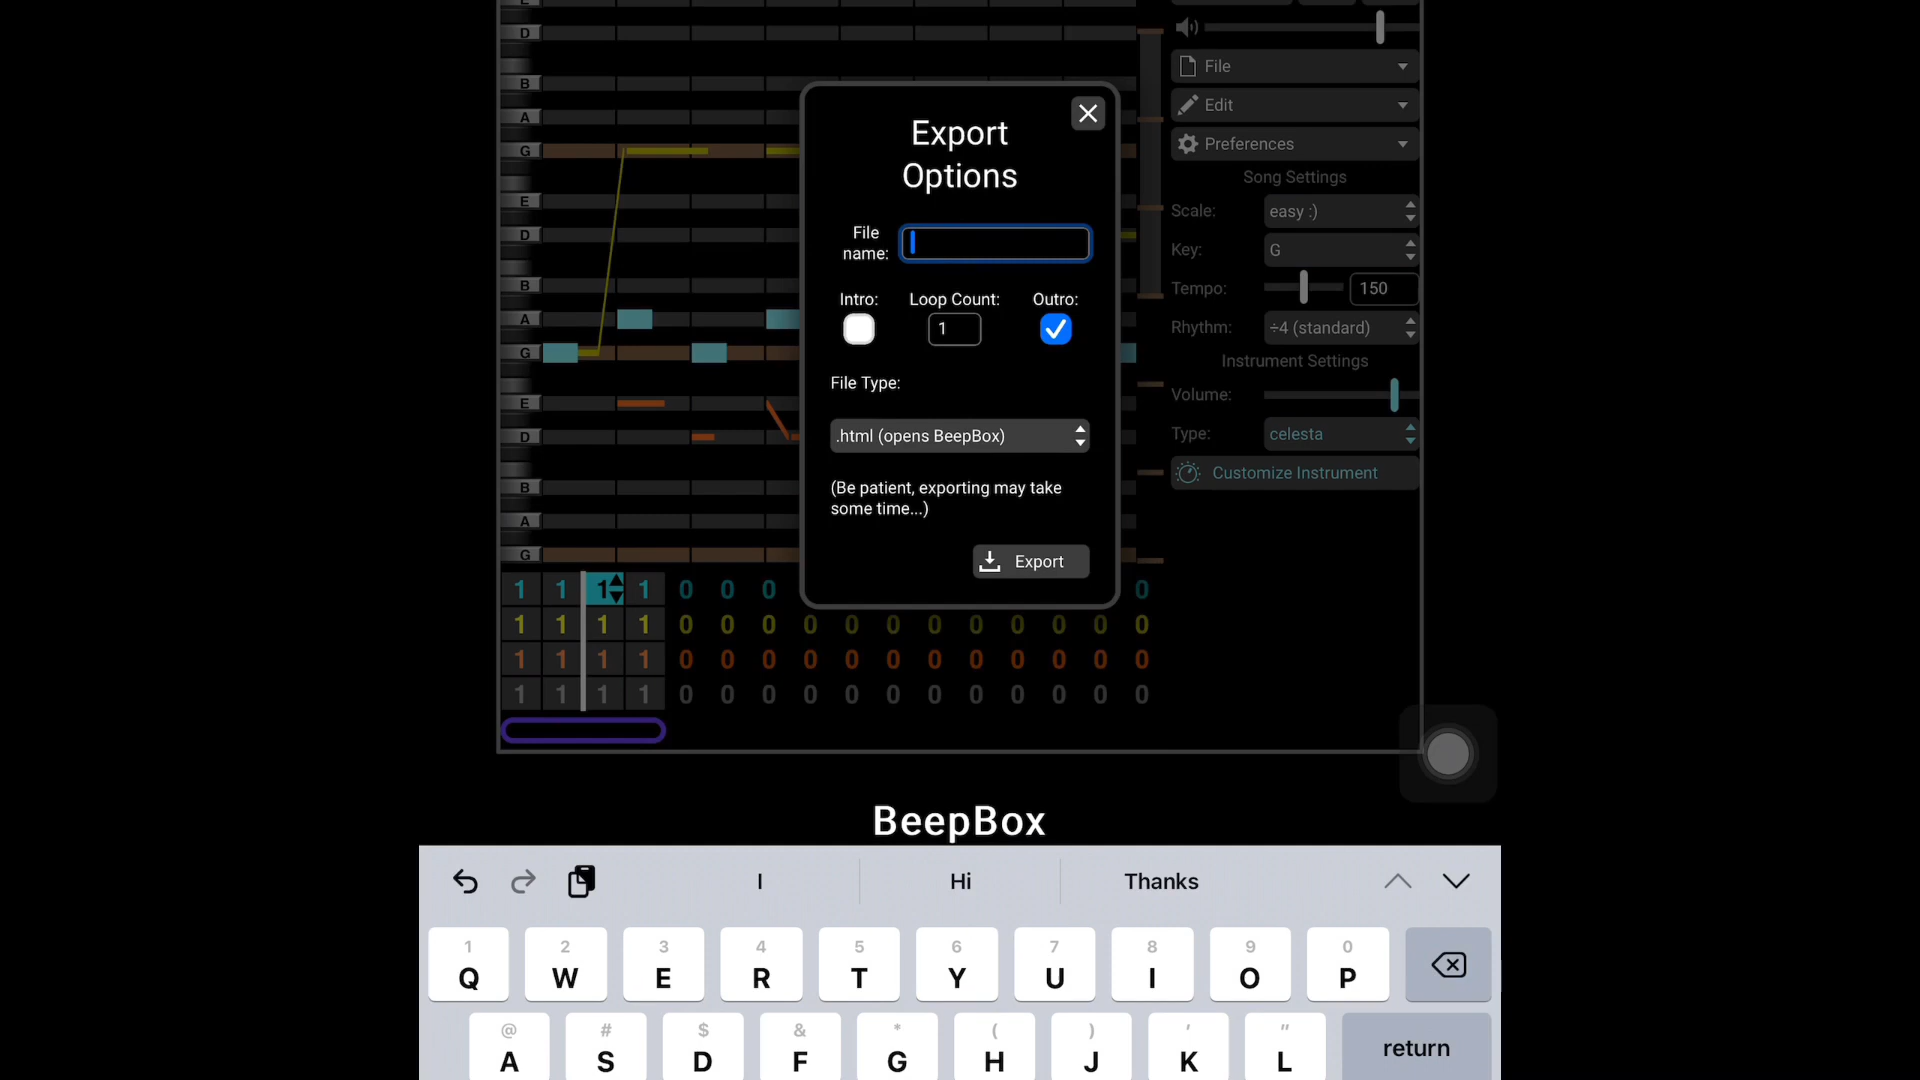 E
D
B
A
G
E
D
B
A
G
E
D
B
A
G
File
Edit
Preferences
Song Settings
Scale: easy :)
Key: G
Tempo: 150
Rhythm: ÷4 (standard)
Instrument Settings
Volume:
Type: celesta
Customize Instrument
Export
Options
File
name:
Intro: Loop Count: Outro:
1
File Type:
.html (opens BeepBox)
(Be patient, exporting may take
some time...)
Export
1 1 1 1 0 0 0 0
1 1 1 1 0 0 0 0 0 0 0 0 0 0 0 0
1 1 1 1 0 0 0 0 0 0 0 0 0 0 0 0
1 1 1 1 0 0 0 0 0 0 0 0 0 0 0 0
BeepBox
I Hi Thanks
1 2 3 4 5 6 7 8 9 0
Q W E R T Y U I O P
@ # $ & * ( ) ' "
A S D F G H J K L return